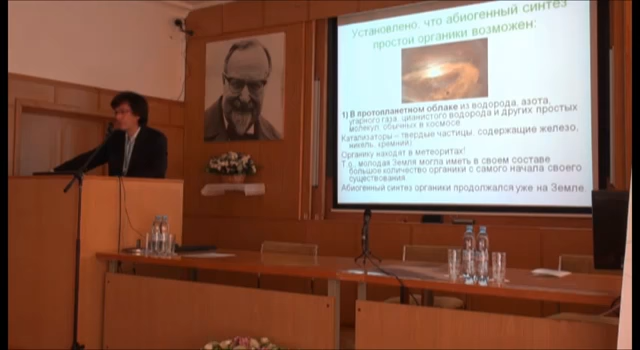 Установлено, что абиогенный синтез
простой органики возможен:
1) В протопланетном облаке из водорода, азота,
угарного газа, цианистого водорода и других простых
молекул, обычных в космосе.
Катализаторы – твердые частицы, содержащие железо,
никель, кремний)
Органику находят в метеоритах!
Т.о., молодая Земля могла иметь в своем составе
большое количество органики с самого начала своего
существования
Абиогенный синтез органики продолжался уже на Земле.